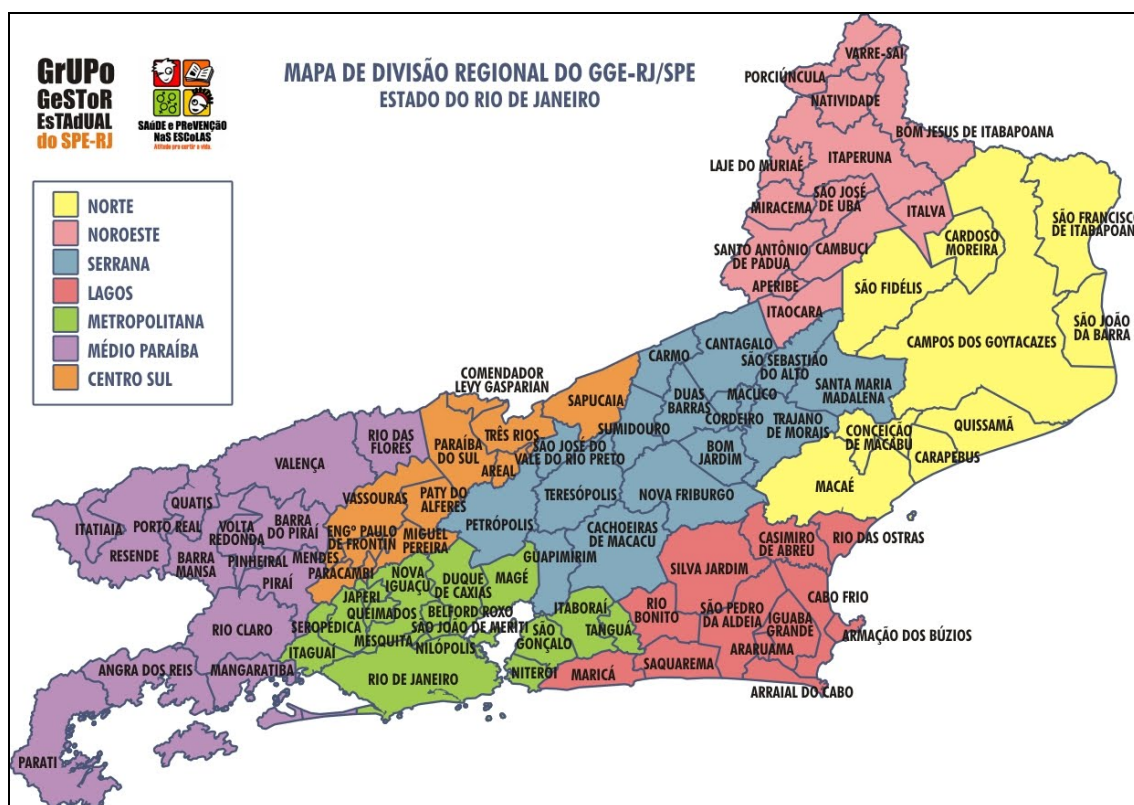 GrUPo
GeSToR
EsTAdUAL
do SPE-RJ
SAúDE e PReVENÇÃO
NaS ESCoLAS
Atitude pra curtir a vida
MAPA DE DIVISÃO REGIONAL DO GGE-RJ/SPE
ESTADO DO RIO DE JANEIRO
NORTE
NOROESTE
SERRANA
LAGOS
METROPOLITANA
MÉDIO PARAÍBA
CENTRO SUL
VARRE-SAI
PORCIÚNCULA
NATIVIDADE
BOM JESUS DE ITABAPOANA
ITAPERUNA
LAJE DO MURIAÉ
SÃO JOSÉ
DE UBÁ
MIRACEMA
ITALVA
SÃO FRANCISCO
DE ITABAPOAN
CARDOSO
MOREIRA
SANTO ANTÔNIO
DE PÁDUA
CAMBUCI
APERIBE
SÃO FIDÉLIS
ITAOCARA
SÃO JOÃO
DA BARRA
CAMPOS DOS GOYTACAZES
CANTAGALO
CARMO
SÃO SEBASTIÃO
DO ALTO
COMENDADOR
LEVY GASPARIAN
SANTA MARIA
MADALENA
SAPUCAIA
DUAS
BARRAS
MACUCO
CORDEIRO
TRAJANO
DE MORAIS
SUMIDOURO
CONCEIÇÃO
DE MACABU
QUISSAMÃ
RIO DAS
FLORES
TRÊS RIOS
PARAÍBA
DO SUL
SÃO JOSÉ DO
VALE DO RIO PRETO
BOM
JARDIM
CARAPEBUS
VALENÇA
AREAL
MACAÉ
VASSOURAS
PATY DO
ALFERES
TERESÓPOLIS
NOVA FRIBURGO
QUATIS
ITATIAIA
PORTO REAL
VOLTA
REDONDA
BARRA
DO PIRAÍ
PETRÓPOLIS
ENGº PAULO
DE FRONTIN
MIGUEL
PEREIRA
CACHOEIRAS
DE MACACU
CASIMIRO
DE ABREU
RIO DAS OSTRAS
RESENDE
BARRA
MANSA
PINHEIRAL
MENDES
GUAPIMIRIM
SILVA JARDIM
PIRAÍ
PARACAMBI
NOVA
IGUAÇU
DUQUE
DE CAXIAS
MAGÉ
JAPERI
CABO FRIO
QUEIMADOS
BELFORD ROXO
ITABORAÍ
RIO
BONITO
SÃO PEDRO
DA ALDEIA
IGUABA
GRANDE
RIO CLARO
SEROPÉDICA
SÃO JOÃO DE MERITI
SÃO
GONÇALO
TANGUÁ
ARMAÇÃO DOS BÚZIOS
MESQUITA
NILÓPOLIS
ITAGUAÍ
ARARUAMA
ANGRA DOS REIS
MANGARATIBA
RIO DE JANEIRO
NITERÓI
MARICÁ
SAQUAREMA
ARRAIAL DO CABO
PARATI